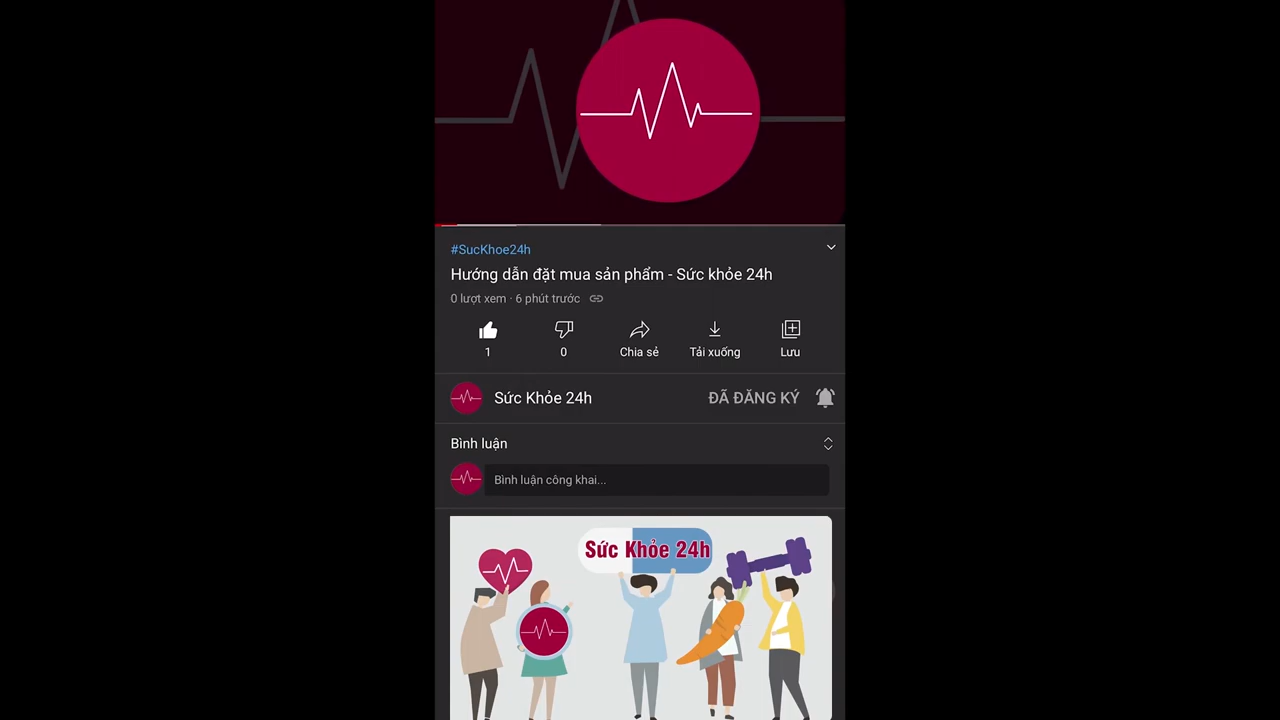 #SucKhoe24h
Hướng dẫn đặt mua sản phẩm - Sức khỏe 24h
0 lượt xem · 6 phút trước
1
0
Chia sẻ
Tải xuống
Lưu
Sức Khỏe 24h
ĐÃ ĐĂNG KÝ
Bình luận
Bình luận công khai...
Sức Khỏe 24h